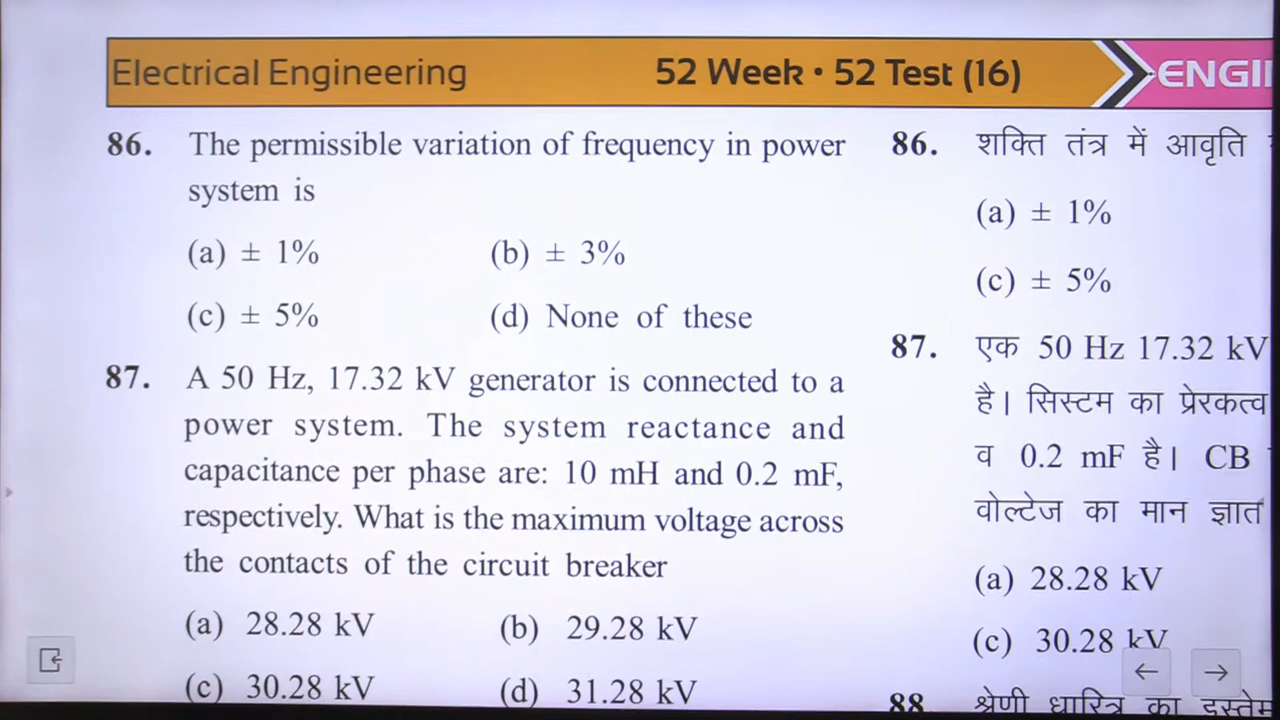 Electrical Engineering
52 Week • 52 Test (16)
86. The permissible variation of frequency in power
system is
(a) ± 1%
(b) ± 3%
(c) ± 5%
(d) None of these
87. A 50 Hz, 17.32 kV generator is connected to a
power system. The system reactance and
capacitance per phase are: 10 mH and 0.2 mF,
respectively. What is the maximum voltage across
the contacts of the circuit breaker
(a) 28.28 kV
(b) 29.28 kV
(c) 30.28 kV
(d) 31.28 kV
86. शक्ति तंत्र में आवृति
(a) ± 1%
(c) ± 5%
87. एक 50 Hz 17.32 kV
है। सिस्टम का प्रेरकत्व
व 0.2 mF है। CB
वोल्टेज का मान ज्ञात
(a) 28.28 kV
(c) 30.28 kV
88 श्रेणी धारित्र का